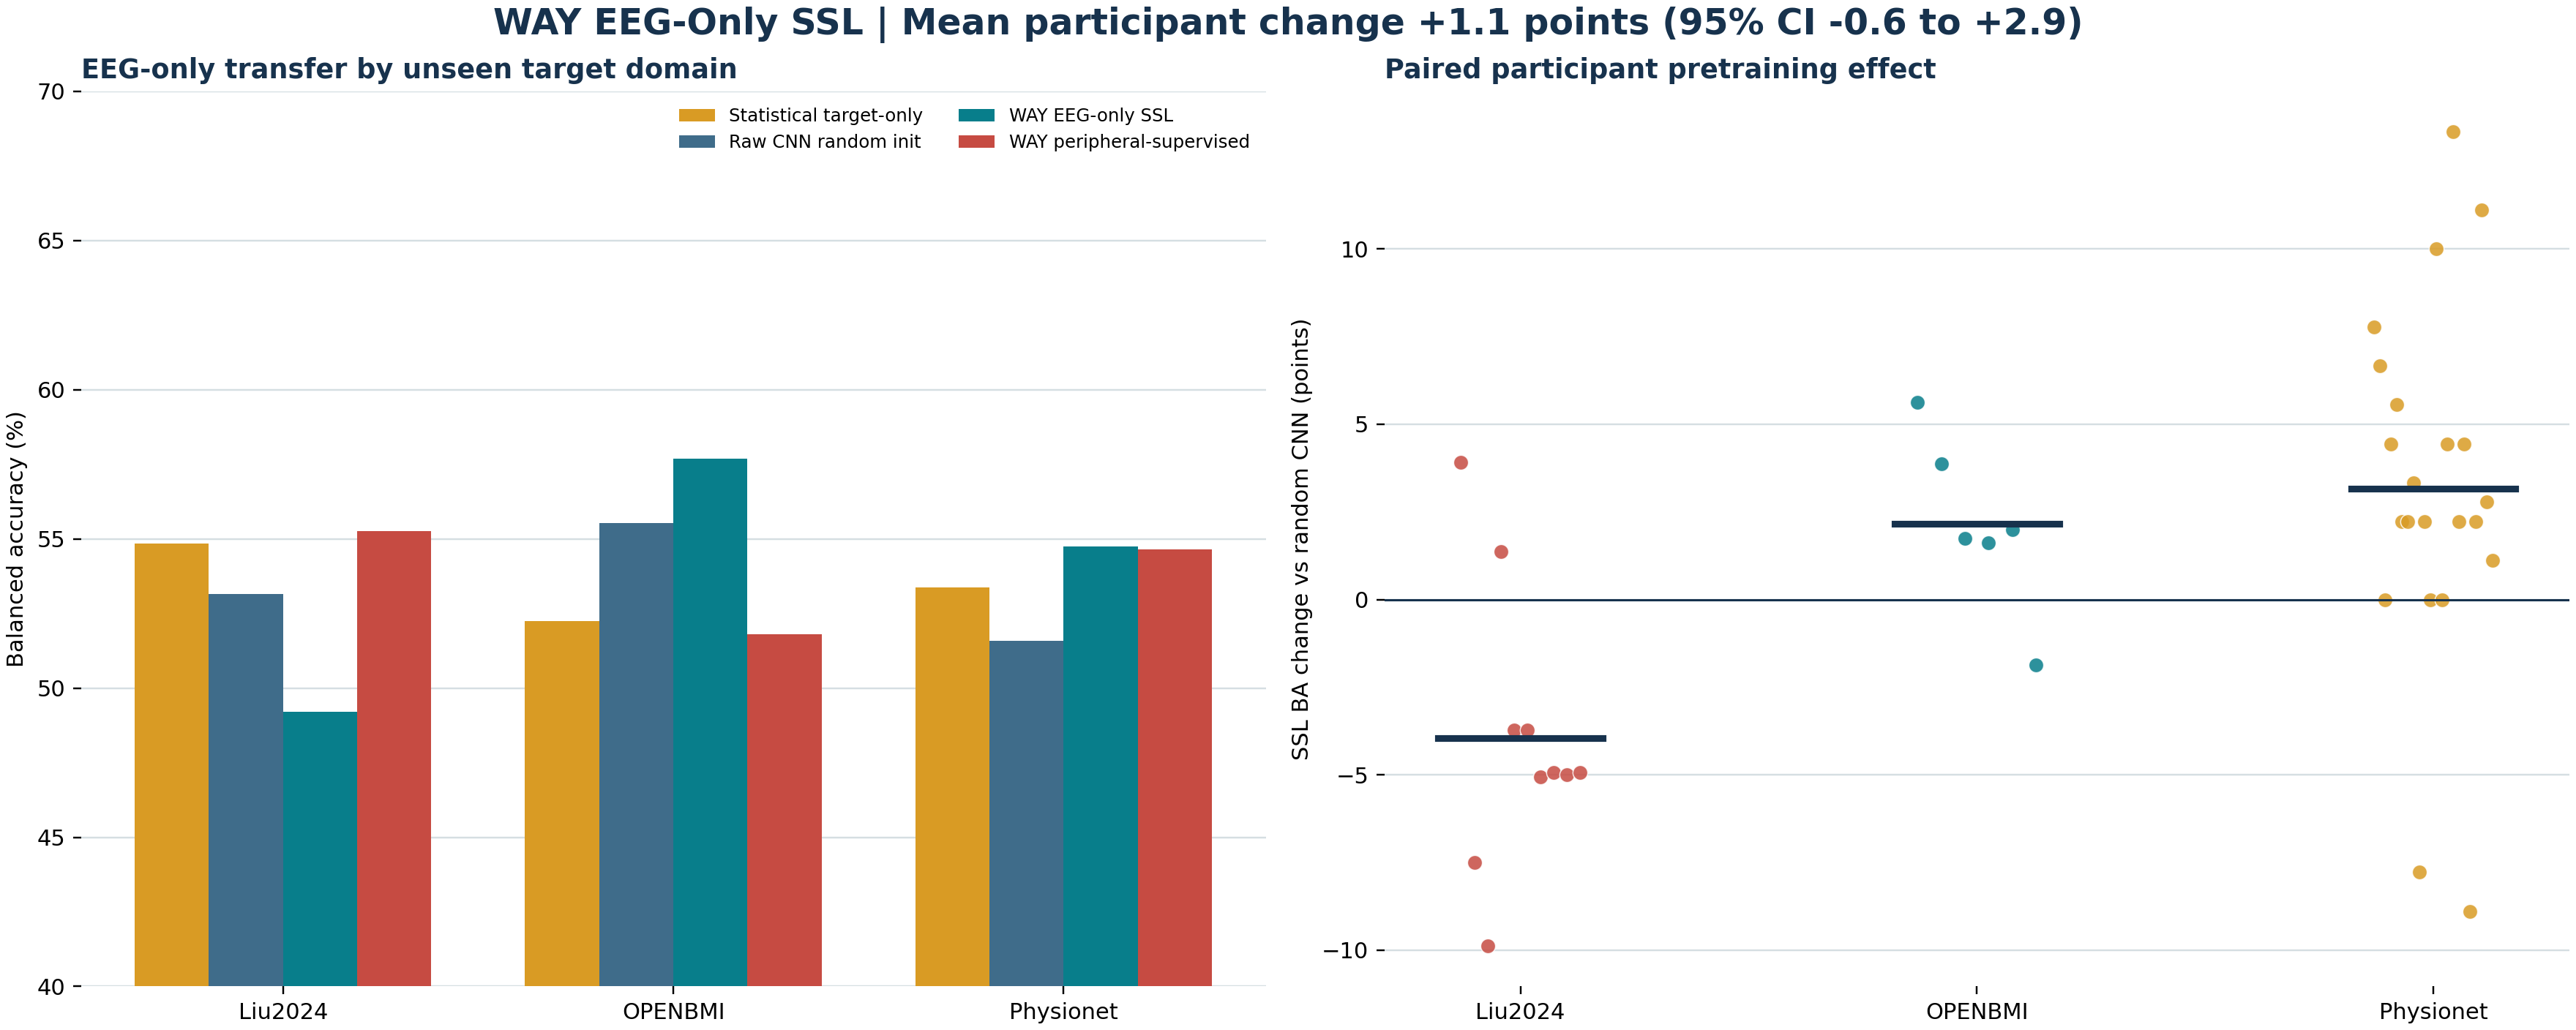 WAY EEG-Only SSL | Mean participant change +1.1 points (95% CI -0.6 to +2.9)
EEG-only transfer by unseen target domain
Statistical target-only
Raw CNN random init
WAY EEG-only SSL
WAY peripheral-supervised
Balanced accuracy (%)
70
65
60
55
50
45
40
Liu2024
OPENBMI
Physionet
Paired participant pretraining effect
SSL BA change vs random CNN (points)
10
5
0
−5
−10
Liu2024
OPENBMI
Physionet